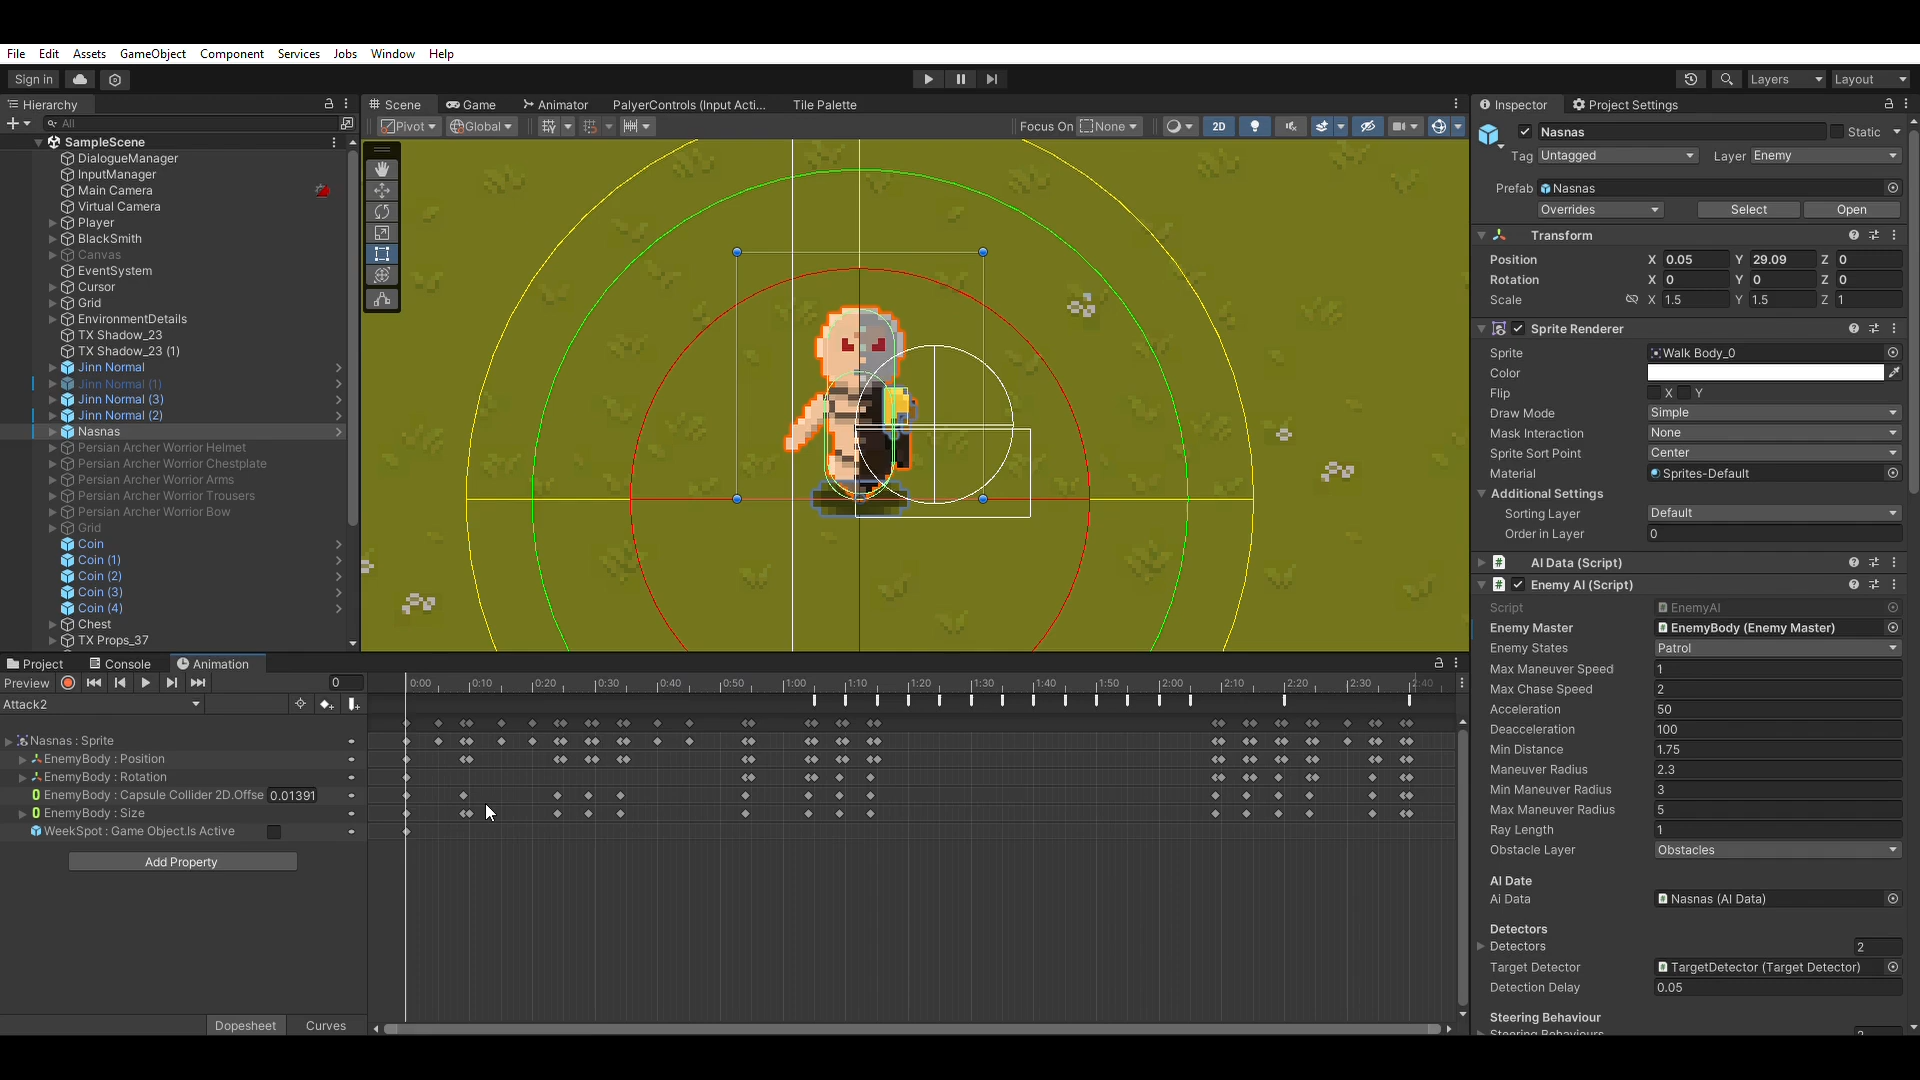 File Edit Assets GameObject Component Services Jobs Window Help
Sign in Layers Layout
Hierarchy
All
SampleScene
DialogueManager
InputManager
Main Camera
Virtual Camera
Player
BlackSmith
Canvas
EventSystem
Cursor
Grid
EnvironmentDetails
TX Shadow_23
TX Shadow_23 (1)
Jinn Normal
Jinn Normal (1)
Jinn Normal (3)
Jinn Normal (2)
Nasnas
Persian Archer Worrior Helmet
Persian Archer Worrior Chestplate
Persian Archer Worrior Arms
Persian Archer Worrior Trousers
Persian Archer Worrior Bow
Grid
Coin
Coin (1)
Coin (2)
Coin (3)
Coin (4)
Chest
TX Props_37
Scene Game Animator PalyerControls (Input Acti... Tile Palette
Pivot Global Focus On None 2D
Inspector Project Settings
Nasnas Static
Tag Untagged Layer Enemy
Prefab Nasnas
Overrides Select Open
Transform
Position X 0.05 Y 29.09 Z 0
Rotation X 0 Y 0 Z 0
Scale X 1.5 Y 1.5 Z 1
Sprite Renderer
Sprite Walk Body_0
Color
Flip X Y
Draw Mode Simple
Mask Interaction None
Sprite Sort Point Center
Material Sprites-Default
Additional Settings
Sorting Layer Default
Order in Layer 0
AI Data (Script)
Enemy AI (Script)
Script EnemyAI
Enemy Master EnemyBody (Enemy Master)
Enemy States Patrol
Max Maneuver Speed 1
Max Chase Speed 2
Acceleration 50
Deacceleration 100
Min Distance 1.75
Maneuver Radius 2.3
Min Maneuver Radius 3
Max Maneuver Radius 5
Ray Length 1
Obstacle Layer Obstacles
AI Date
Ai Data Nasnas (AI Data)
Detectors
Detectors 2
Target Detector TargetDetector (Target Detector)
Detection Delay 0.05
Steering Behaviour
Steering Behaviours
Project Console Animation
Preview 0
0:00 0:10 0:20 0:30 0:40 0:50 1:00 1:10 1:20 1:30 1:40 1:50 2:00 2:10 2:20 2:30 2:40
Attack2
Nasnas : Sprite
EnemyBody : Position
EnemyBody : Rotation
EnemyBody : Capsule Collider 2D.Offse 0.01391
EnemyBody : Size
WeekSpot : Game Object.Is Active
Add Property
Dopesheet Curves